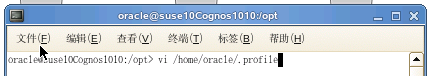 oracle@suse10Cognos1010:/opt
文件(F) 编辑(E) 查看(V) 终端(T) 标签(B) 帮助(H)
oracle@suse10Cognos1010:/opt> vi /home/oracle/.profile